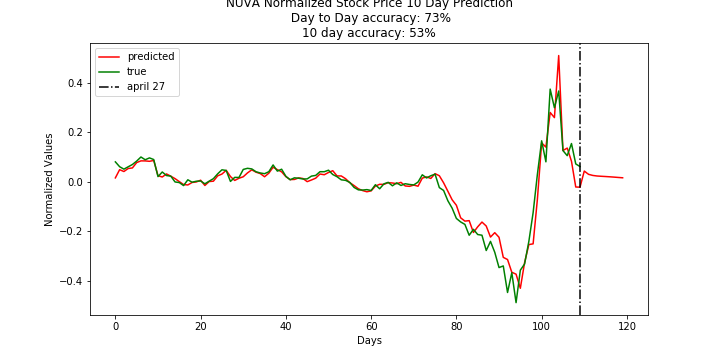 NUVA Normalized Stock Price 10 Day Prediction
Day to Day accuracy: 73%
10 day accuracy: 53%
predicted
true
april 27
Normalized Values
0.4
0.2
0.0
−0.2
−0.4
0 20 40 60 80 100 120
Days